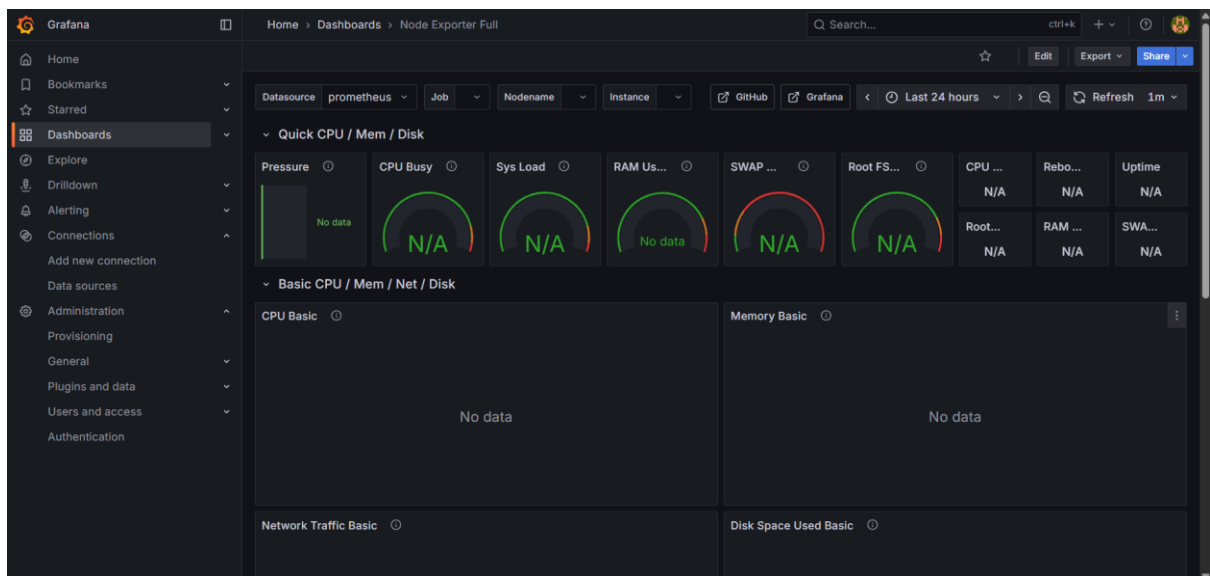 Grafana
Home › Dashboards › Node Exporter Full
Search...
ctrl+k
Home
Bookmarks
Starred
Dashboards
Explore
Drilldown
Alerting
Connections
Add new connection
Data sources
Administration
Provisioning
General
Plugins and data
Users and access
Authentication
Edit
Export
Share
Datasource prometheus Job Nodename Instance GitHub Grafana Last 24 hours Refresh 1m
Quick CPU / Mem / Disk
Pressure
No data
CPU Busy
N/A
Sys Load
N/A
RAM Us...
No data
SWAP ...
N/A
Root FS...
N/A
CPU ...
N/A
Rebo...
N/A
Uptime
N/A
Root...
N/A
RAM ...
N/A
SWA...
N/A
Basic CPU / Mem / Net / Disk
CPU Basic
No data
Memory Basic
No data
Network Traffic Basic
Disk Space Used Basic